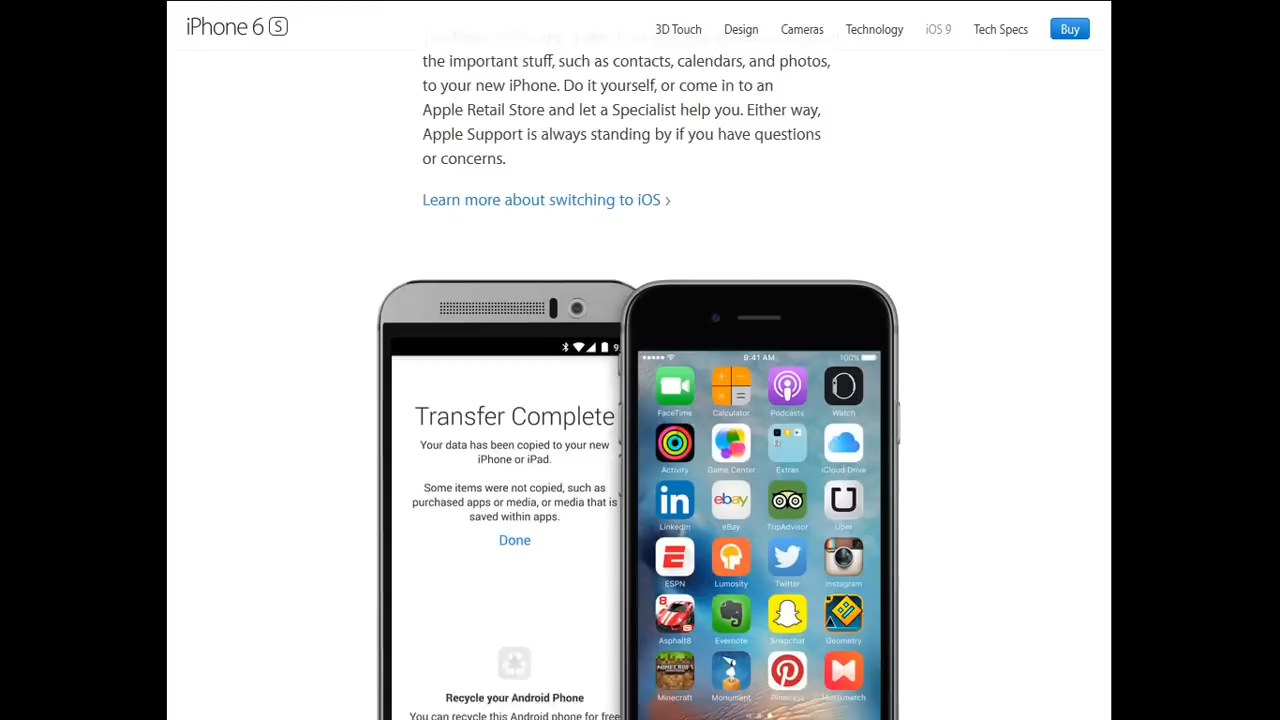 iPhone 6 S
3D Touch Design Cameras Technology iOS 9 Tech Specs Buy
the important stuff, such as contacts, calendars, and photos,
to your new iPhone. Do it yourself, or come in to an
Apple Retail Store and let a Specialist help you. Either way,
Apple Support is always standing by if you have questions
or concerns.
Learn more about switching to iOS >
9
Transfer Complete
Your data has been copied to your new
iPhone or iPad.
Some items were not copied, such as
purchased apps or media, or media that is
saved within apps.
Done
Recycle your Android Phone
You can recycle this Android phone for free
9:41 AM 100%
FaceTime Calculator Podcasts Watch
Activity Game Center Extras iCloud Drive
in ebay
LinkedIn eBay TripAdvisor Uber
ESPN Lumosity Twitter Instagram
8
Asphalt8 Evernote Snapchat Geometry
MINECRAFT
Minecraft Monument Pinterest